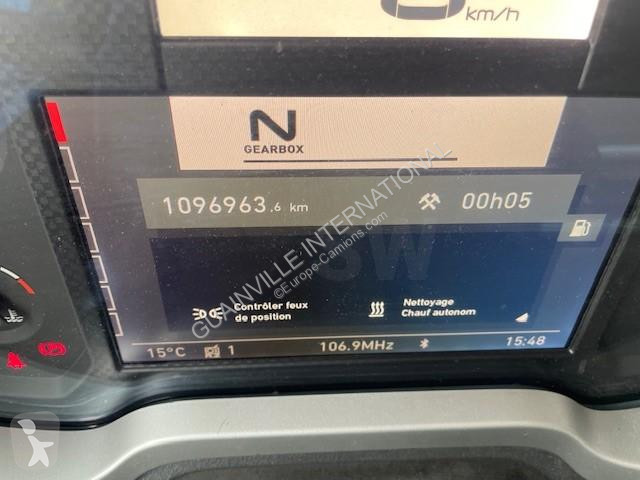 km/h
N
GEARBOX
1096963.6 km
00h05
Contrôler feux
de position
Nettoyage
Chauf autonom
15°C
1
106.9MHz
15:48
GUAINVILLE INTERNATIONAL
©Europe-Camions.com